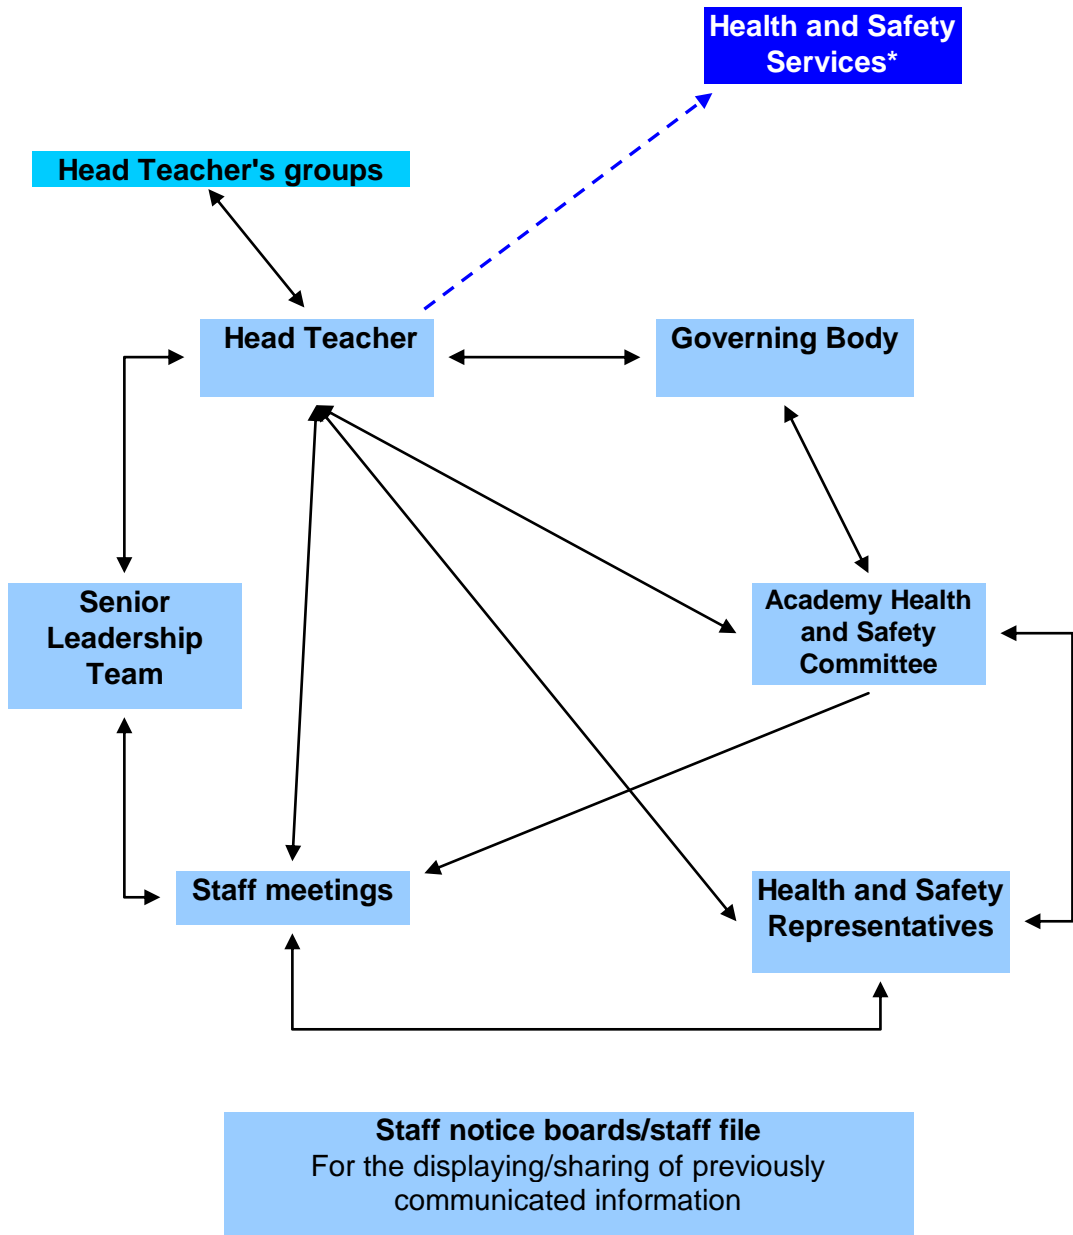 Health and Safety
Services*
Head Teacher's groups
Head Teacher
Governing Body
Senior
Leadership
Team
Academy Health
and Safety
Committee
Staff meetings
Health and Safety
Representatives
Staff notice boards/staff file
For the displaying/sharing of previously
communicated information